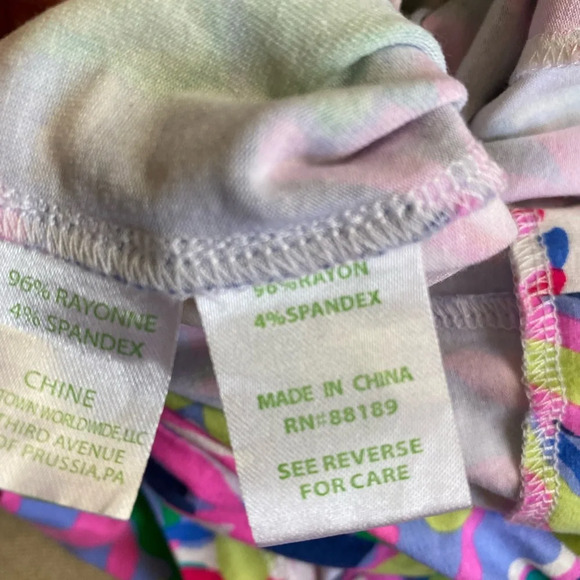 96% RAYONNE
4% SPANDEX
CHINE
TOWN WORLDWIDE, LLC
THIRD AVENUE
OF PRUSSIA, PA
96%RAYON
4%SPANDEX
MADE IN CHINA
RN#88189
SEE REVERSE
FOR CARE